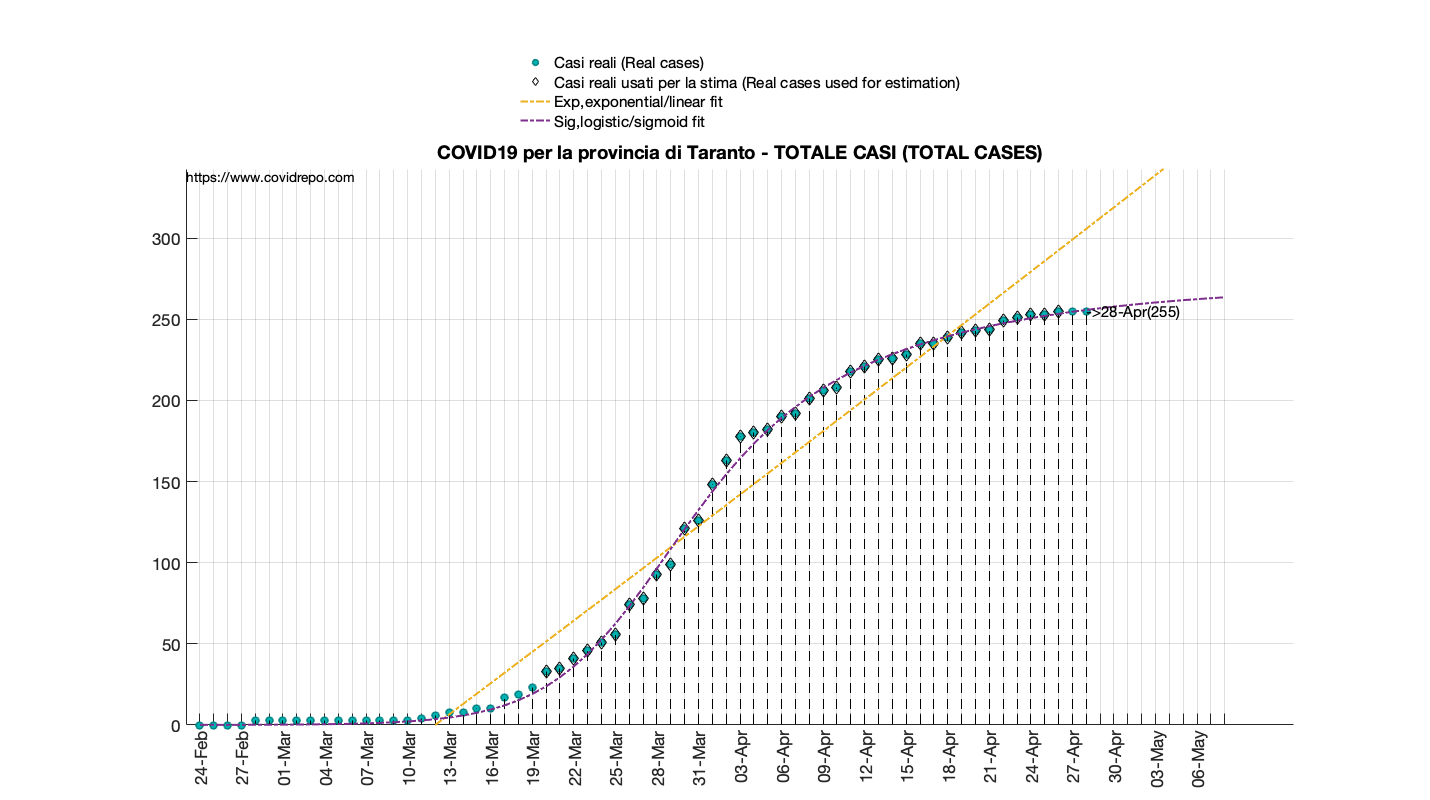 Casi reali (Real cases)
Casi reali usati per la stima (Real cases used for estimation)
Exp,exponential/linear fit
Sig,logistic/sigmoid fit
COVID19 per la provincia di Taranto - TOTALE CASI (TOTAL CASES)
https://www.covidrepo.com
300
250
200
150
100
50
0
->28-Apr(255)
24-Feb
27-Feb
01-Mar
04-Mar
07-Mar
10-Mar
13-Mar
16-Mar
19-Mar
22-Mar
25-Mar
28-Mar
31-Mar
03-Apr
06-Apr
09-Apr
12-Apr
15-Apr
18-Apr
21-Apr
24-Apr
27-Apr
30-Apr
03-May
06-May